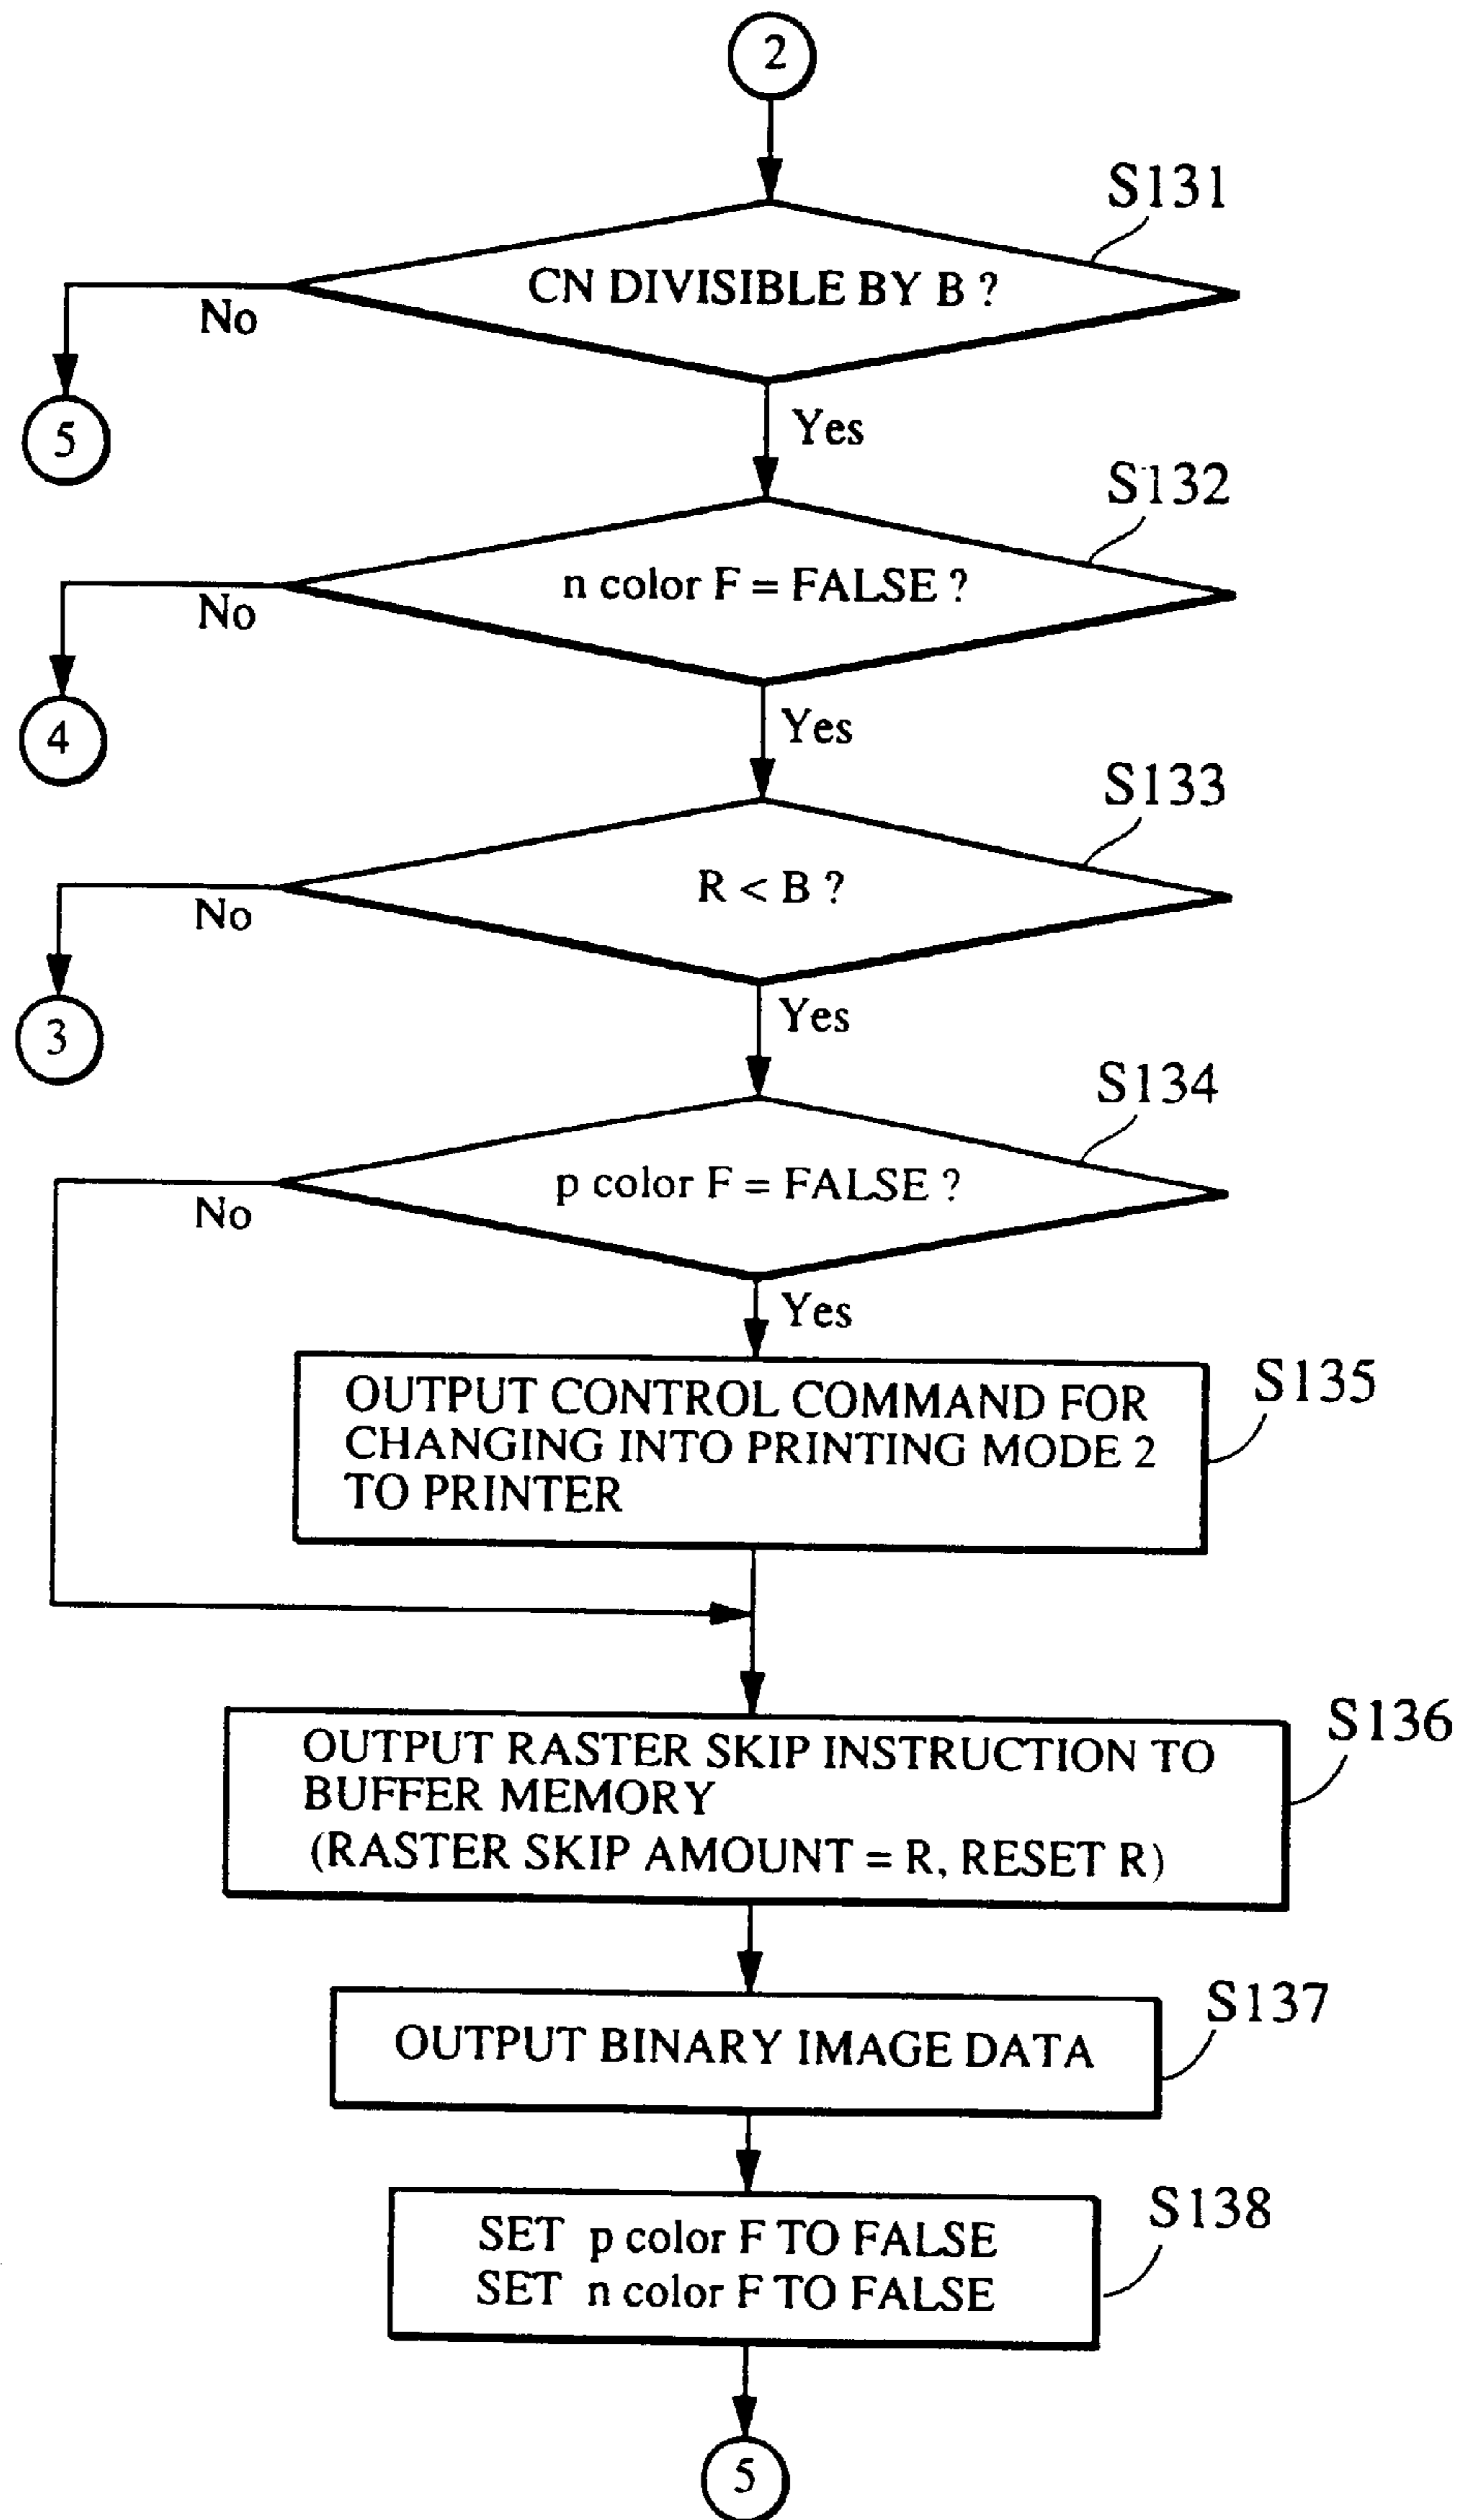 2
S131
CN DIVISIBLE BY B ?
No
5
Yes
S132
n color F = FALSE ?
No
4
Yes
S133
R < B ?
No
3
Yes
S134
p color F = FALSE ?
No
Yes
S135
OUTPUT CONTROL COMMAND FOR
CHANGING INTO PRINTING MODE 2
TO PRINTER
S136
OUTPUT RASTER SKIP INSTRUCTION TO
BUFFER MEMORY
(RASTER SKIP AMOUNT = R, RESET R)
S137
OUTPUT BINARY IMAGE DATA
S138
SET p color F TO FALSE
SET n color F TO FALSE
5